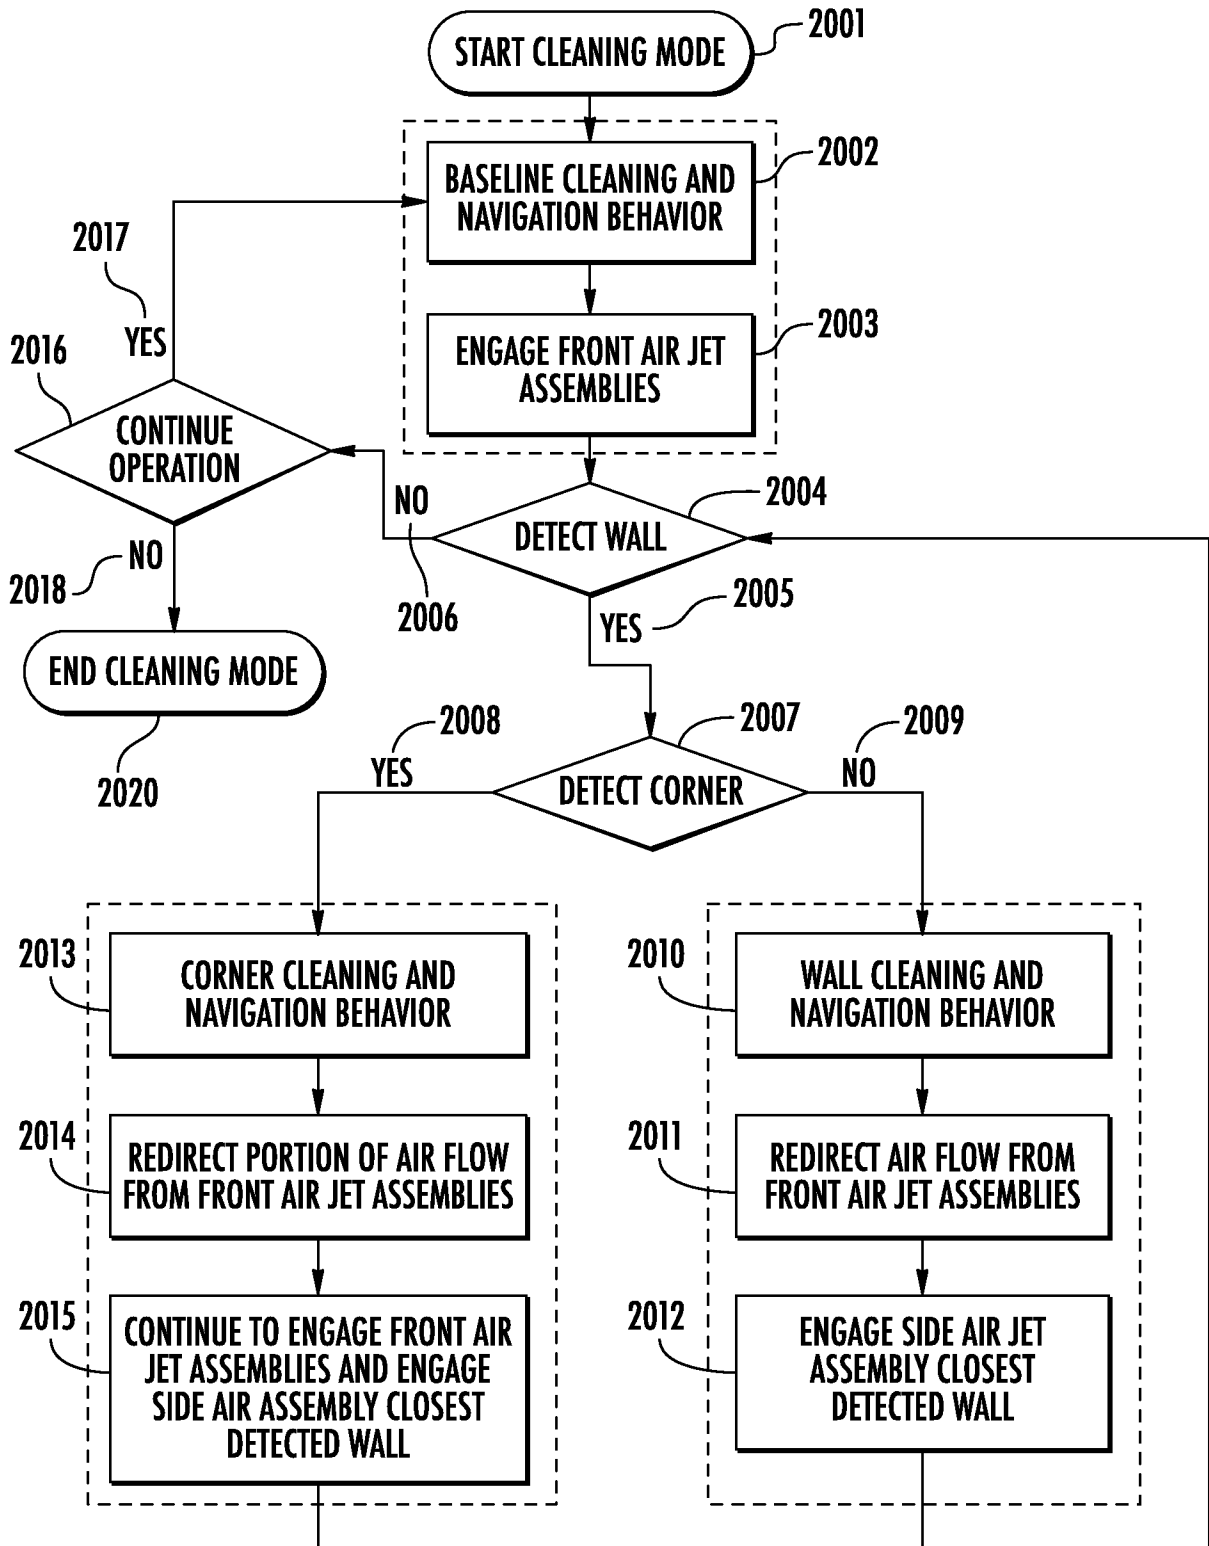 START CLEANING MODE
2001
BASELINE CLEANING AND
NAVIGATION BEHAVIOR
2002
2017
YES
ENGAGE FRONT AIR JET
ASSEMBLIES
2003
2016
CONTINUE
OPERATION
NO
2006
DETECT WALL
2004
NO
2018
YES
2005
END CLEANING MODE
2020
YES
2008
DETECT CORNER
2007
NO
2009
2013
CORNER CLEANING AND
NAVIGATION BEHAVIOR
2010
WALL CLEANING AND
NAVIGATION BEHAVIOR
2014
REDIRECT PORTION OF AIR FLOW
FROM FRONT AIR JET ASSEMBLIES
2011
REDIRECT AIR FLOW FROM
FRONT AIR JET ASSEMBLIES
2015
CONTINUE TO ENGAGE FRONT AIR
JET ASSEMBLIES AND ENGAGE
SIDE AIR ASSEMBLY CLOSEST
DETECTED WALL
2012
ENGAGE SIDE AIR JET
ASSEMBLY CLOSEST
DETECTED WALL